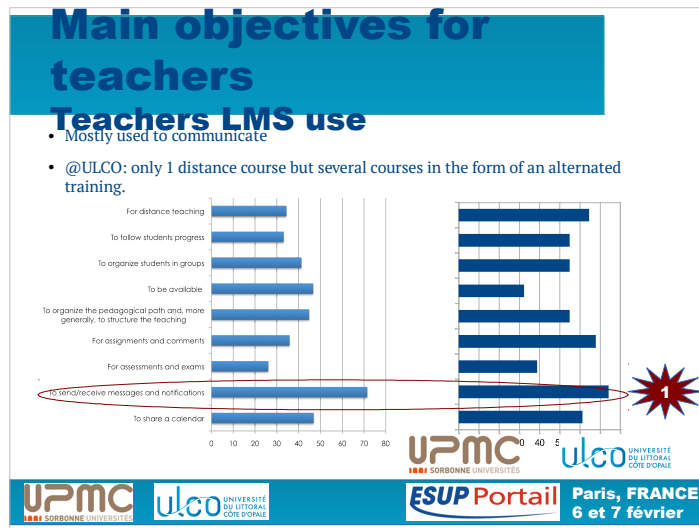 Main objectives for
teachers
Teachers LMS use
• Mostly used to communicate
• @ULCO: only 1 distance course but several courses in the form of an alternated
training.
For distance teaching
To follow students progress
To organize students in groups
To be available
To organize the pedagogical path and, more
generally, to structure the teaching
For assignments and comments
For assessments and exams
To send/receive messages and notifications
To share a calendar
1
0 10 20 30 40 50 60 70 80
0 40 5
UPMC
SORBONNE UNIVERSITÉS
ulco
UNIVERSITÉ
DU LITTORAL
CÔTE D'OPALE
UPMC
SORBONNE UNIVERSITÉS
ulco
UNIVERSITÉ
DU LITTORAL
CÔTE D'OPALE
ESUP Portail
Paris, FRANCE
6 et 7 février